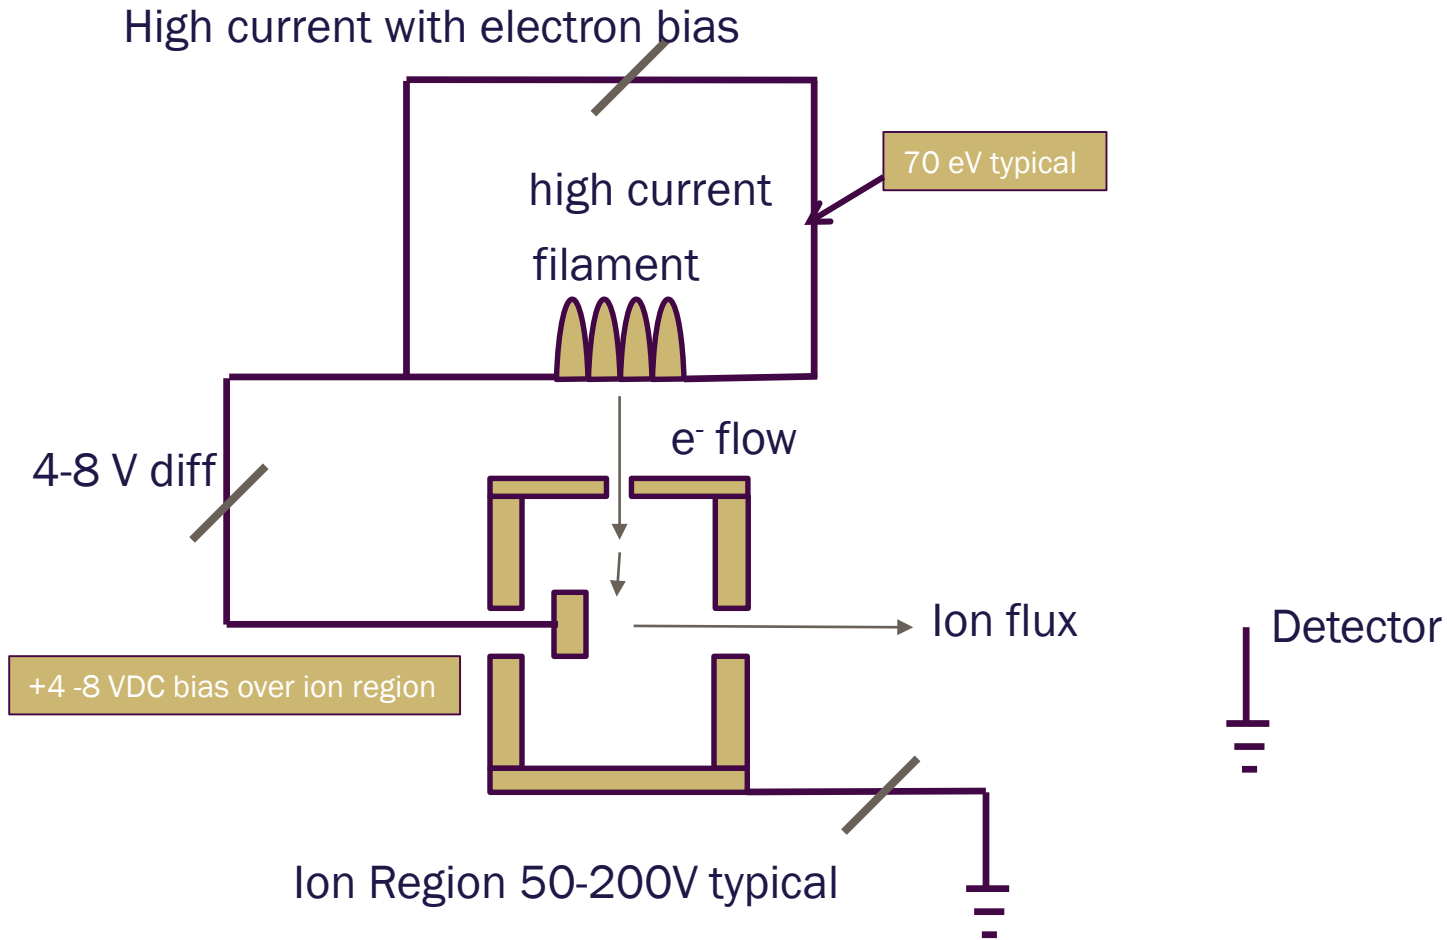 High current with electron bias
70 eV typical
high current
filament
e- flow
4-8 V diff
Ion flux
Detector
+4 -8 VDC bias over ion region
Ion Region 50-200V typical